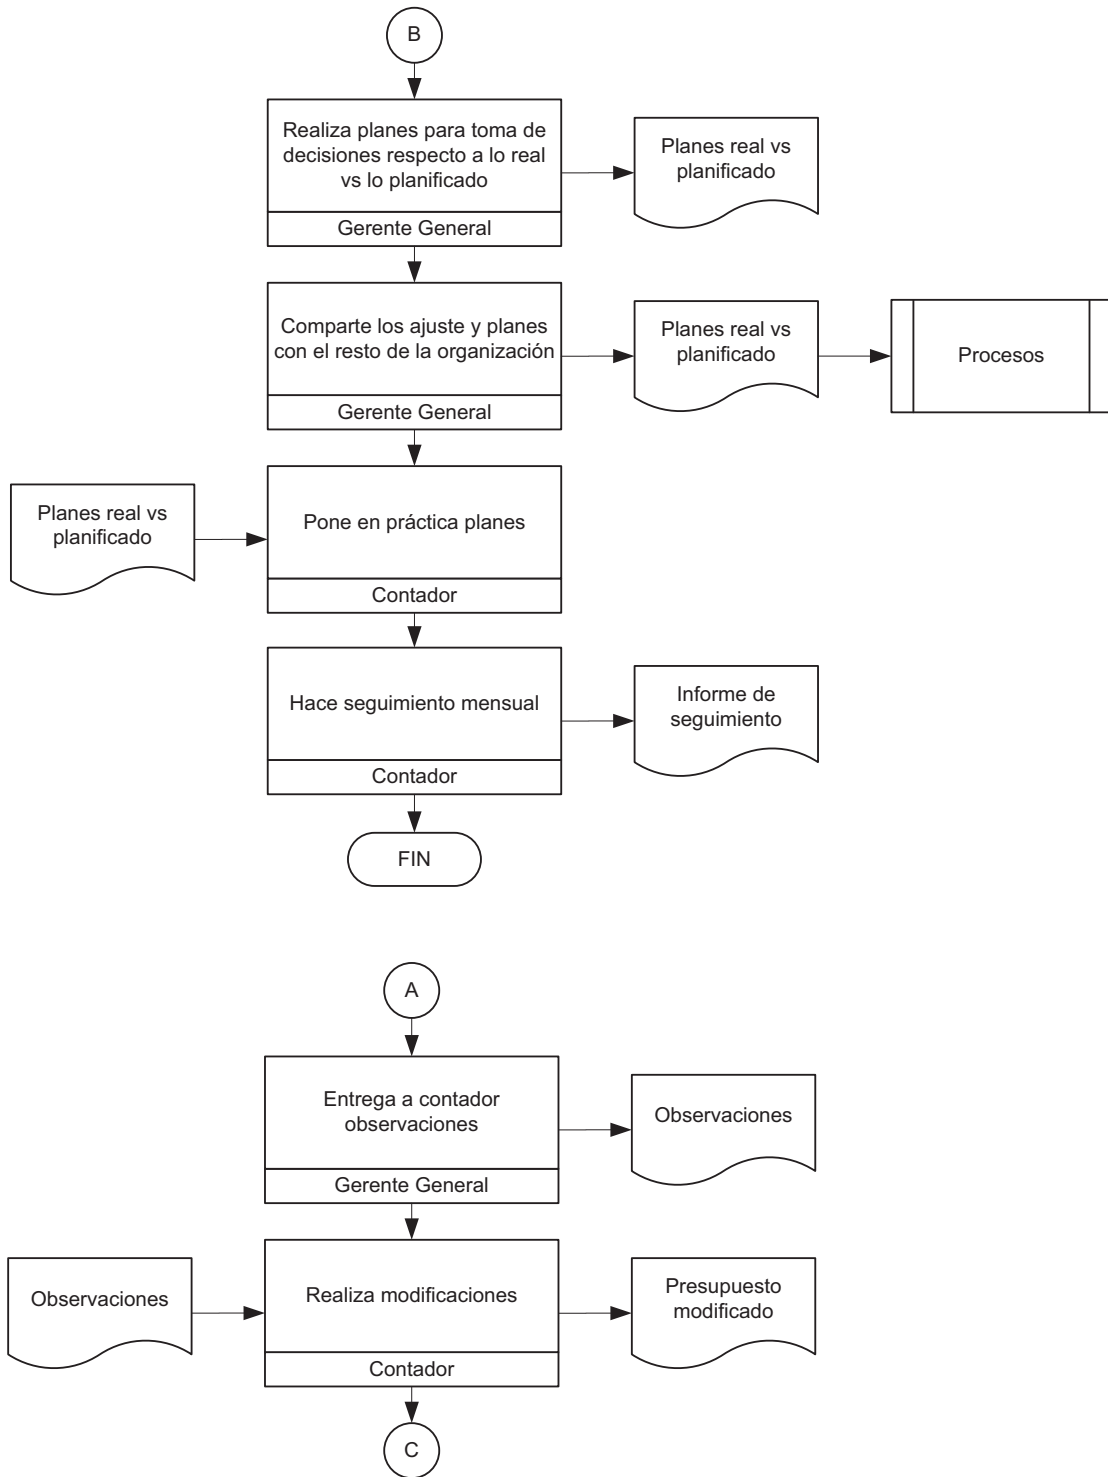 B
Realiza planes para toma de
decisiones respecto a lo real
vs lo planificado
Gerente General
Planes real vs
planificado
Comparte los ajuste y planes
con el resto de la organización
Gerente General
Planes real vs
planificado
Procesos
Planes real vs
planificado
Pone en práctica planes
Contador
Hace seguimiento mensual
Contador
Informe de
seguimiento
FIN
A
Entrega a contador
observaciones
Gerente General
Observaciones
Observaciones
Realiza modificaciones
Contador
Presupuesto
modificado
C